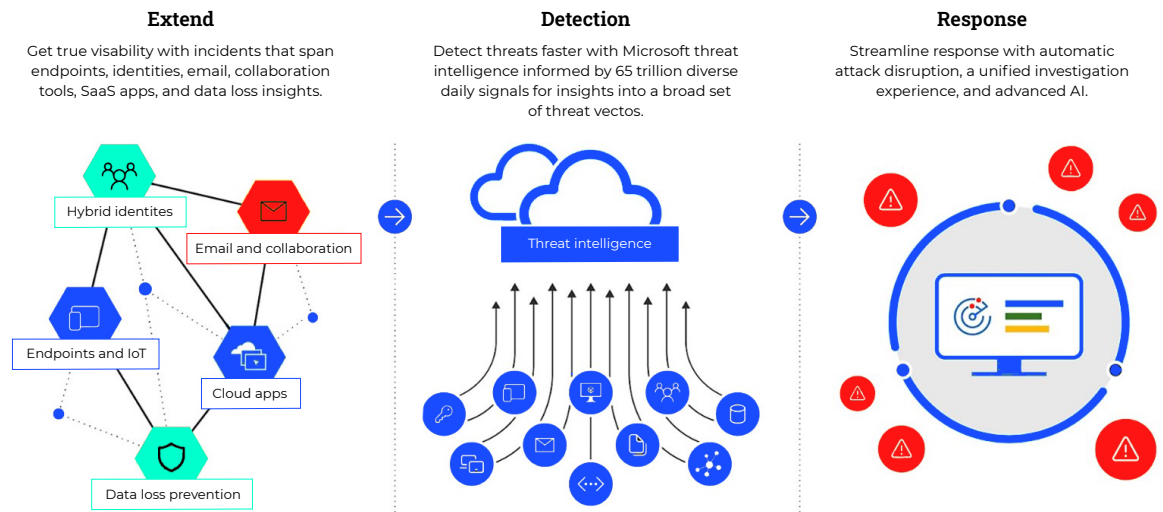 Extend
Get true visability with incidents that span
endpoints, identities, email, collaboration
tools, SaaS apps, and data loss insights.
Hybrid identites
Email and collaboration
Endpoints and IoT
Cloud apps
Data loss prevention
Detection
Detect threats faster with Microsoft threat
intelligence informed by 65 trillion diverse
daily signals for insights into a broad set
of threat vectos.
Threat intelligence
Response
Streamline response with automatic
attack disruption, a unified investigation
experience, and advanced AI.